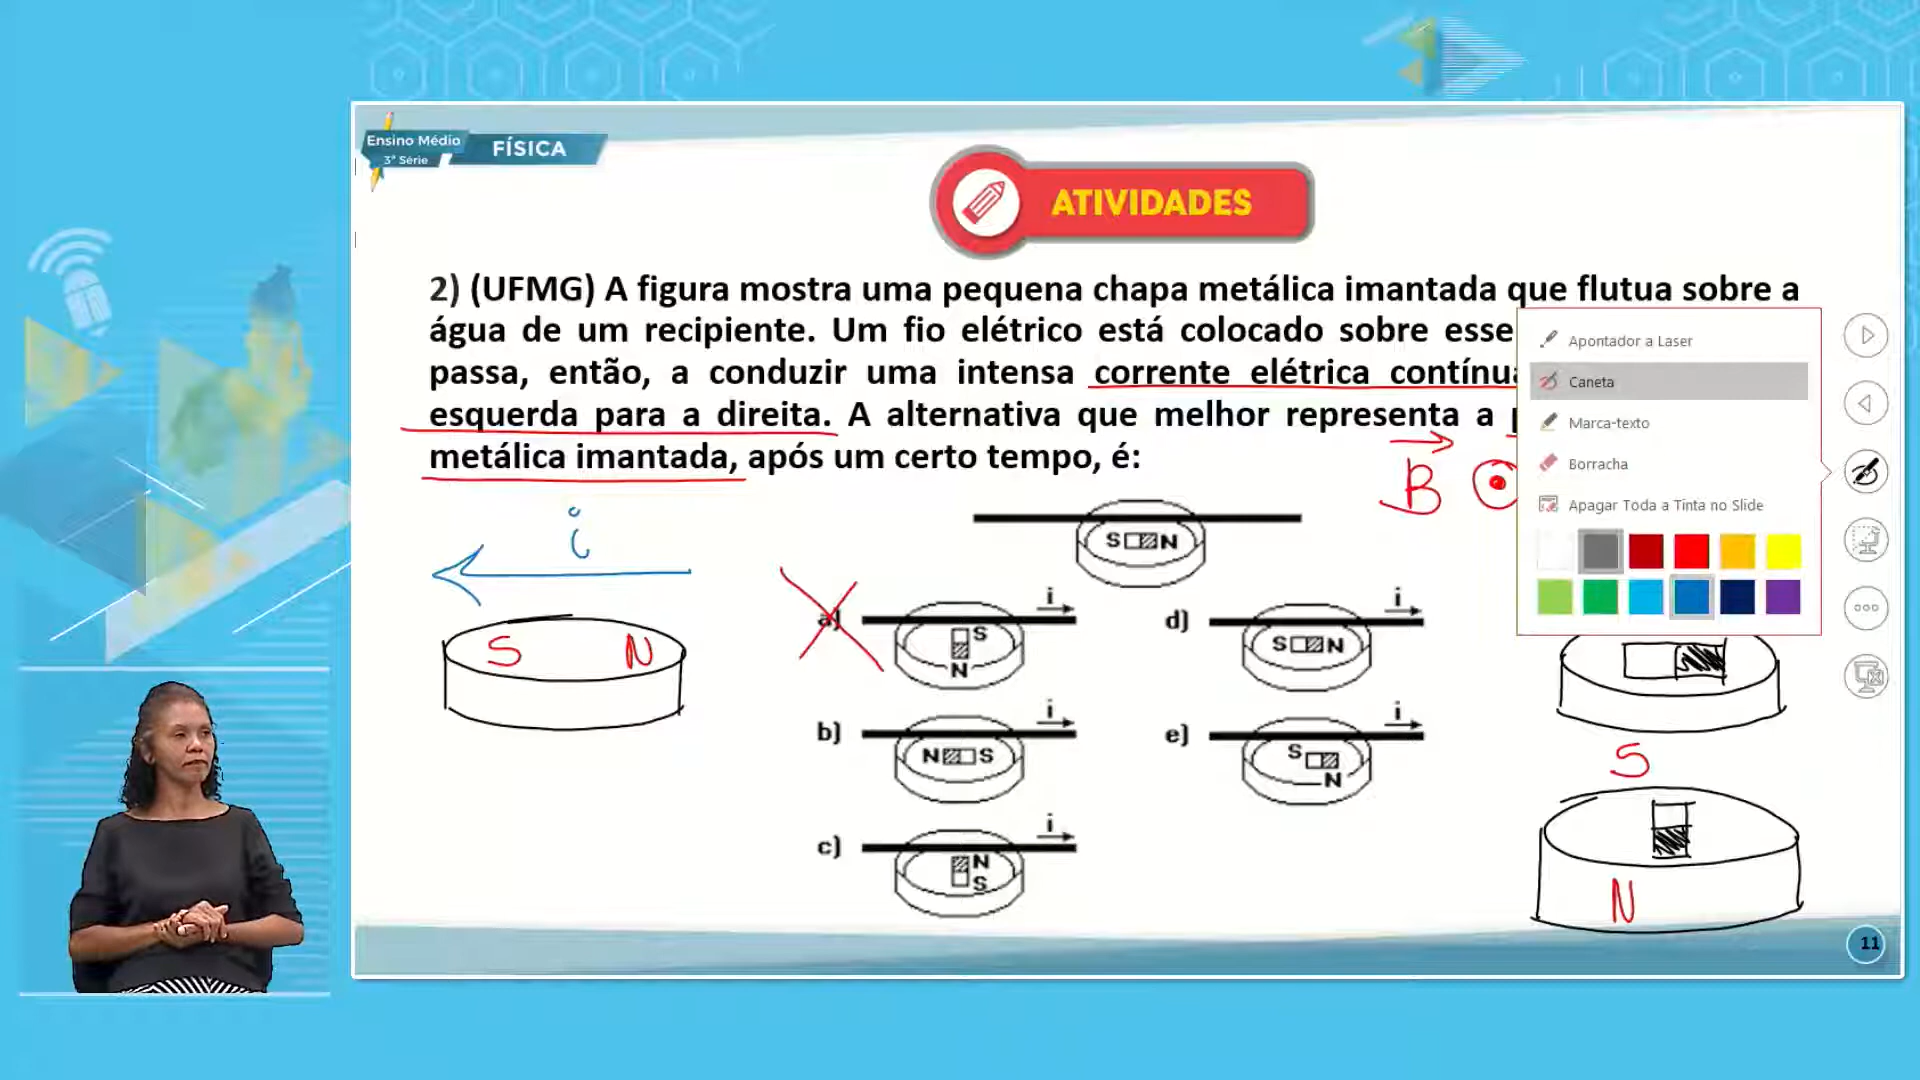 Ensino Médio
3ª Série
FÍSICA
ATIVIDADES
2) (UFMG) A figura mostra uma pequena chapa metálica imantada que flutua sobre a
água de um recipiente. Um fio elétrico está colocado sobre esse
passa, então, a conduzir uma intensa corrente elétrica contínua
esquerda para a direita. A alternativa que melhor representa a
metálica imantada, após um certo tempo, é:
B
i
S N
S N
a) i
S
N
b) i
N S
c) i
N
S
d) i
S N
e) i
S
N
S
N
Apontador a Laser
Caneta
Marca-texto
Borracha
Apagar Toda a Tinta no Slide
11